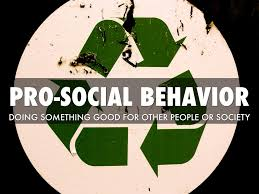 PRO-SOCIAL BEHAVIOR
DOING SOMETHING GOOD FOR OTHER PEOPLE OR SOCIETY